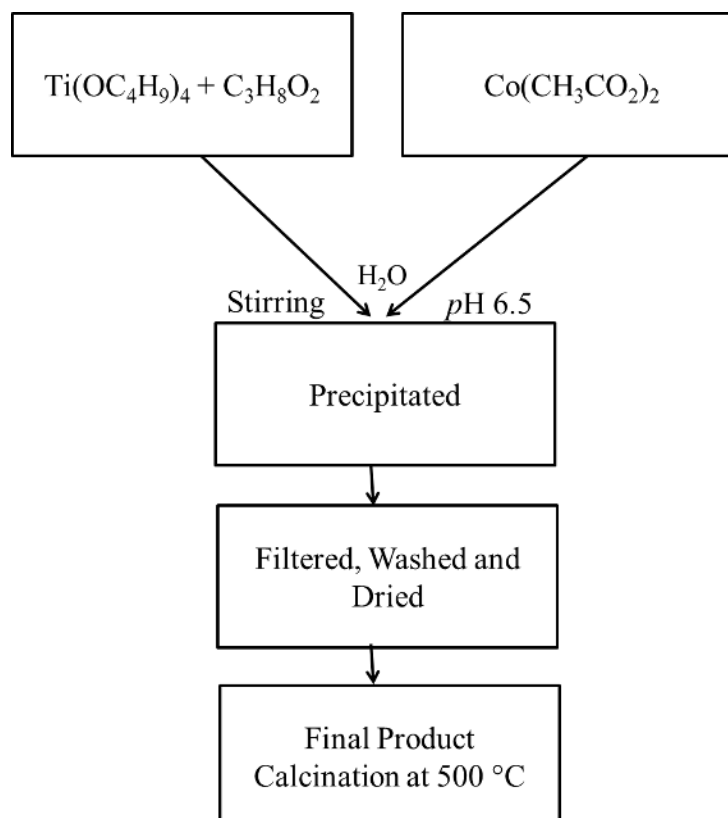 Ti(OC₄H₉)₄ + C₃H₈O₂
Co(CH₃CO₂)₂
H₂O
Stirring
pH 6.5
Precipitated
Filtered, Washed and
Dried
Final Product
Calcination at 500 °C